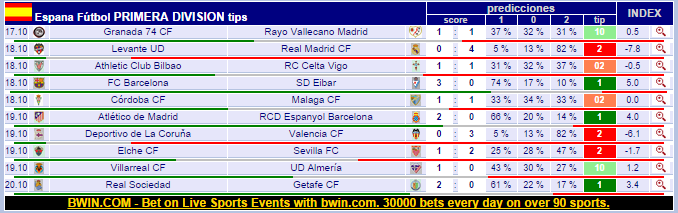 Espana Fútbol PRIMERA DIVISION tips predicciones INDEX
score 1 0 2 tip
17.10 Granada 74 CF Rayo Vallecano Madrid 1 : 1 37 % 32 % 31 % 10 0.5
18.10 Levante UD Real Madrid CF 0 : 4 5 % 13 % 82 % 2 -7.8
18.10 Athletic Club Bilbao RC Celta Vigo 1 : 1 31 % 32 % 37 % 02 -0.5
18.10 FC Barcelona SD Eibar 3 : 0 74 % 17 % 10 % 1 5.0
18.10 Córdoba CF Malaga CF 1 : 1 33 % 34 % 33 % 02 0.0
19.10 Atlético de Madrid RCD Espanyol Barcelona 2 : 0 66 % 20 % 14 % 1 4.0
19.10 Deportivo de La Coruña Valencia CF 0 : 3 5 % 13 % 82 % 2 -6.1
19.10 Elche CF Sevilla FC 1 : 2 25 % 28 % 47 % 2 -1.7
19.10 Villarreal CF UD Almería 1 : 0 43 % 30 % 27 % 10 1.2
20.10 Real Sociedad Getafe CF 2 : 0 61 % 22 % 17 % 1 3.4
BWIN.COM - Bet on Live Sports Events with bwin.com. 30000 bets every day on over 90 sports.